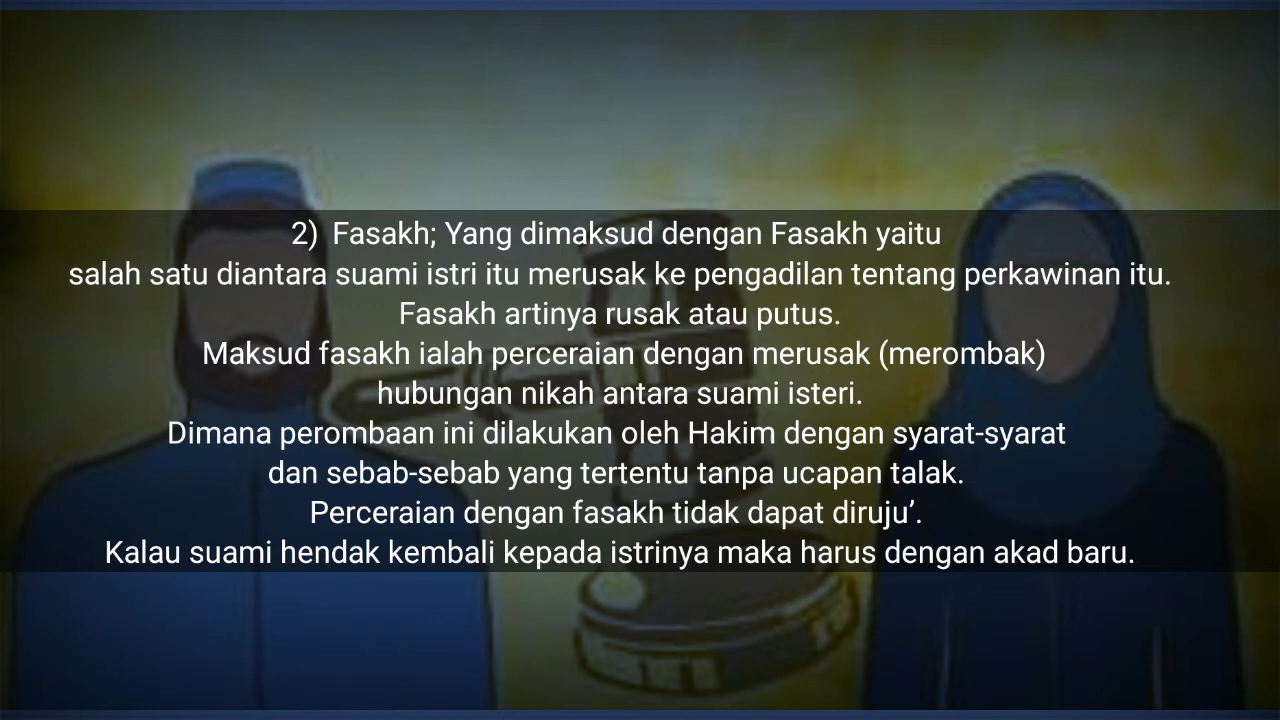 2) Fasakh; Yang dimaksud dengan Fasakh yaitu
salah satu diantara suami istri itu merusak ke pengadilan tentang perkawinan itu.
Fasakh artinya rusak atau putus.
Maksud fasakh ialah perceraian dengan merusak (merombak)
hubungan nikah antara suami isteri.
Dimana perombaan ini dilakukan oleh Hakim dengan syarat-syarat
dan sebab-sebab yang tertentu tanpa ucapan talak.
Perceraian dengan fasakh tidak dapat diruju’.
Kalau suami hendak kembali kepada istrinya maka harus dengan akad baru.